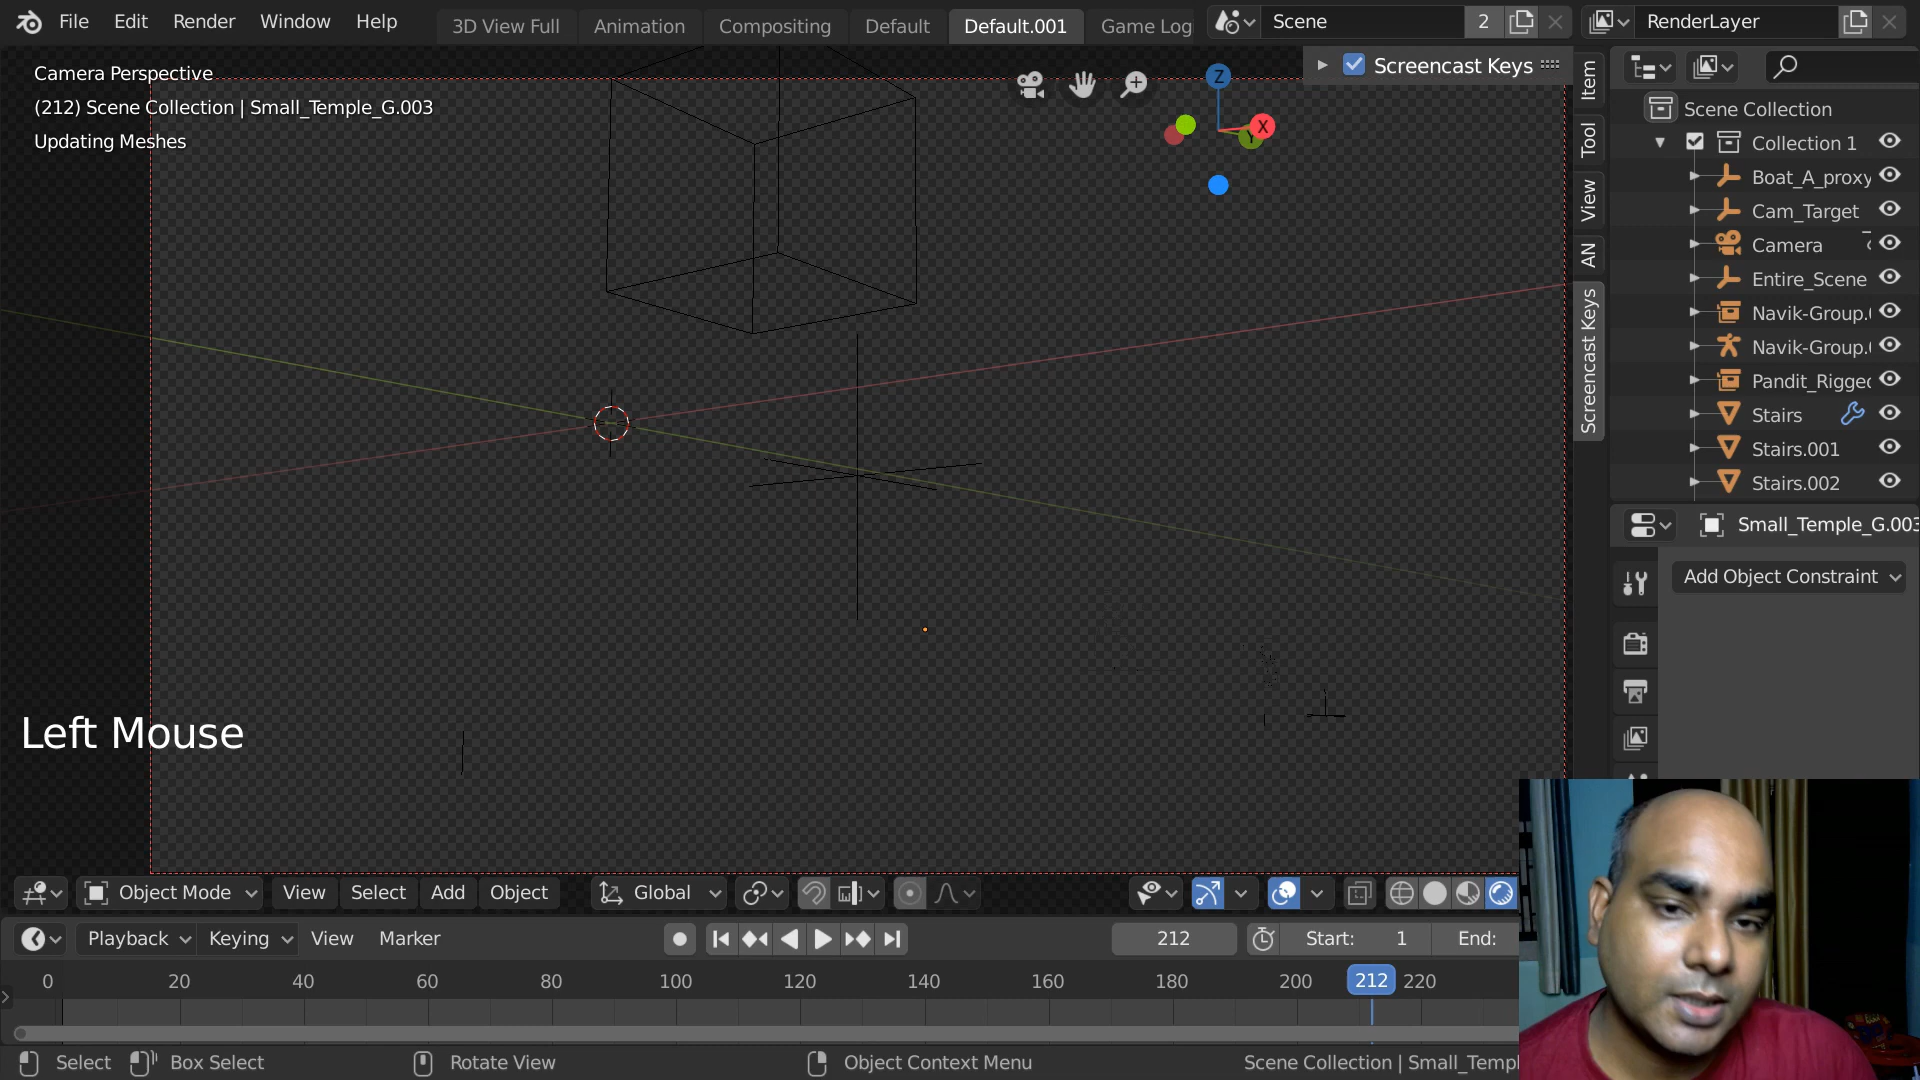 File Edit Render Window Help
3D View Full Animation Compositing Default Default.001 Game Log
Scene 2
RenderLayer
Camera Perspective
(212) Scene Collection | Small_Temple_G.003
Updating Meshes
Screencast Keys
Z
X
Y
Item
Tool
View
AN
Screencast Keys
Scene Collection
Collection 1
Boat_A_proxy
Cam_Target
Camera
Entire_Scene
Navik-Group.
Navik-Group.
Pandit_Rigged
Stairs
Stairs.001
Stairs.002
Small_Temple_G.003
Add Object Constraint
Left Mouse
Object Mode View Select Add Object Global
Playback Keying View Marker 212 Start: 1 End:
0 20 40 60 80 100 120 140 160 180 200 212 220
Select Box Select Rotate View Object Context Menu Scene Collection | Small_Templ